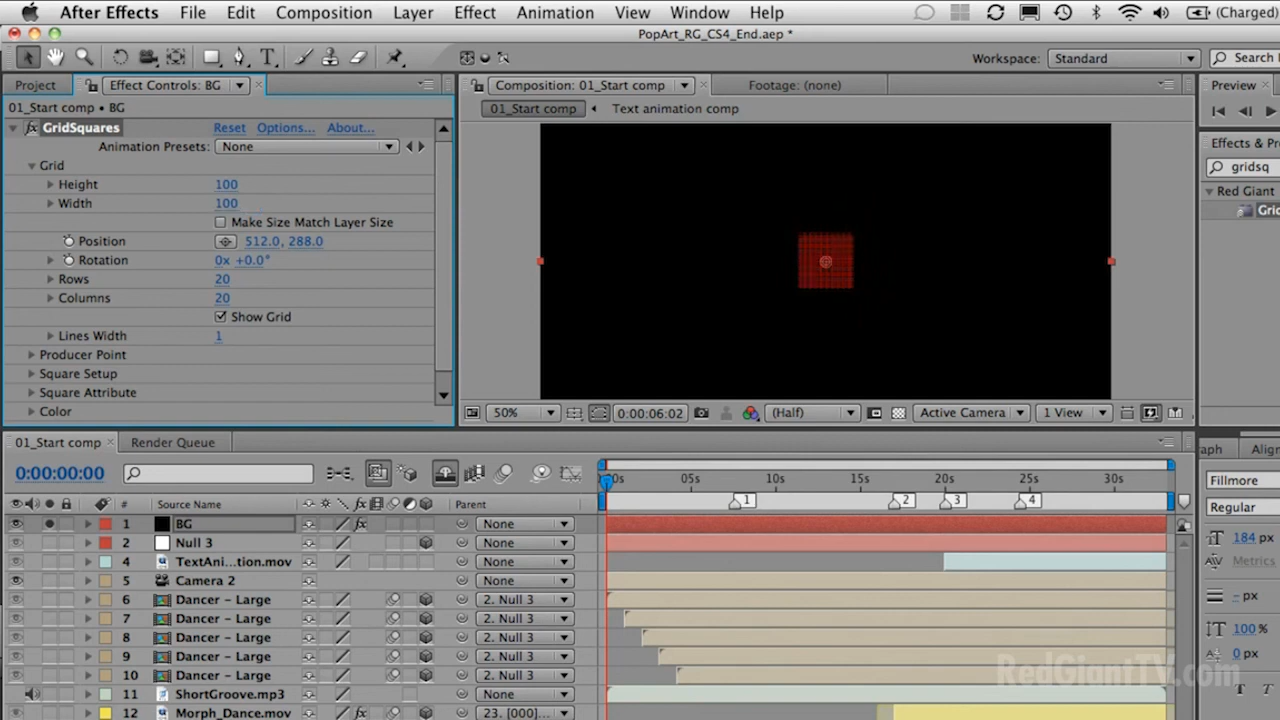 After Effects File Edit Composition Layer Effect Animation View Window Help (Charged)
PopArt_RG_CS4_End.aep *
T Workspace: Standard Search
Project Effect Controls: BG Composition: 01_Start comp Footage: (none) Preview
01_Start comp • BG 01_Start comp Text animation comp
fx GridSquares Reset Options... About...
Animation Presets: None Effects & Pr
Grid gridsq
Height 100 Red Giant
Width 100 Gri
Make Size Match Layer Size
Position 512.0, 288.0
Rotation 0x +0.0°
Rows 20
Columns 20
Show Grid
Lines Width 1
Producer Point
Square Setup
Square Attribute
Color 50% 0:00:06:02 (Half) Active Camera 1 View
01_Start comp Render Queue aph Align
0:00:00:00 :00s 05s 10s 15s 20s 25s 30s Fillmore
# Source Name fx Parent 1 2 3 4 Regular
1 BG fx None
2 Null 3 None 184 px
4 TextAni...tion.mov None Metrics
5 Camera 2 None
6 Dancer – Large 2. Null 3 – px
7 Dancer – Large 2. Null 3
8 Dancer – Large 2. Null 3 100 %
9 Dancer – Large 2. Null 3 0 px
10 Dancer – Large 2. Null 3 RedGiantTV.com
11 ShortGroove.mp3 None T T
12 Morph_Dance.mov fx 23. [000]...